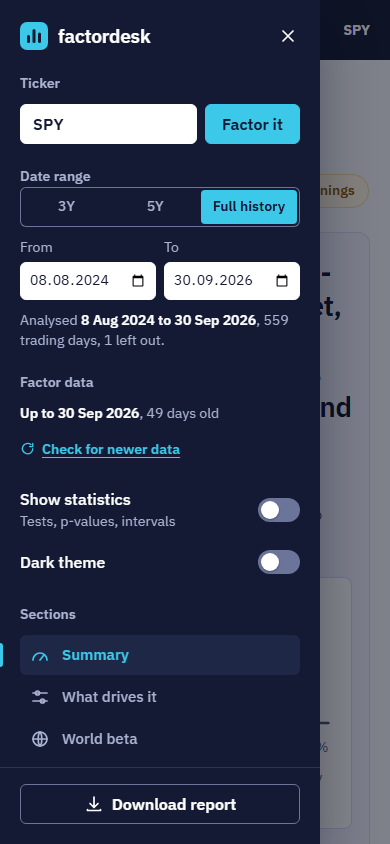 factordesk
SPY
Ticker
SPY
Factor it
Date range
nings
3Y 5Y Full history
From To
08.08.2024 30.09.2026
et,
Analysed 8 Aug 2024 to 30 Sep 2026, 559
trading days, 1 left out.
Factor data
Up to 30 Sep 2026, 49 days old
nd
Check for newer data
Show statistics
Tests, p-values, intervals
Dark theme
Sections
Summary
What drives it
World beta
%
Download report